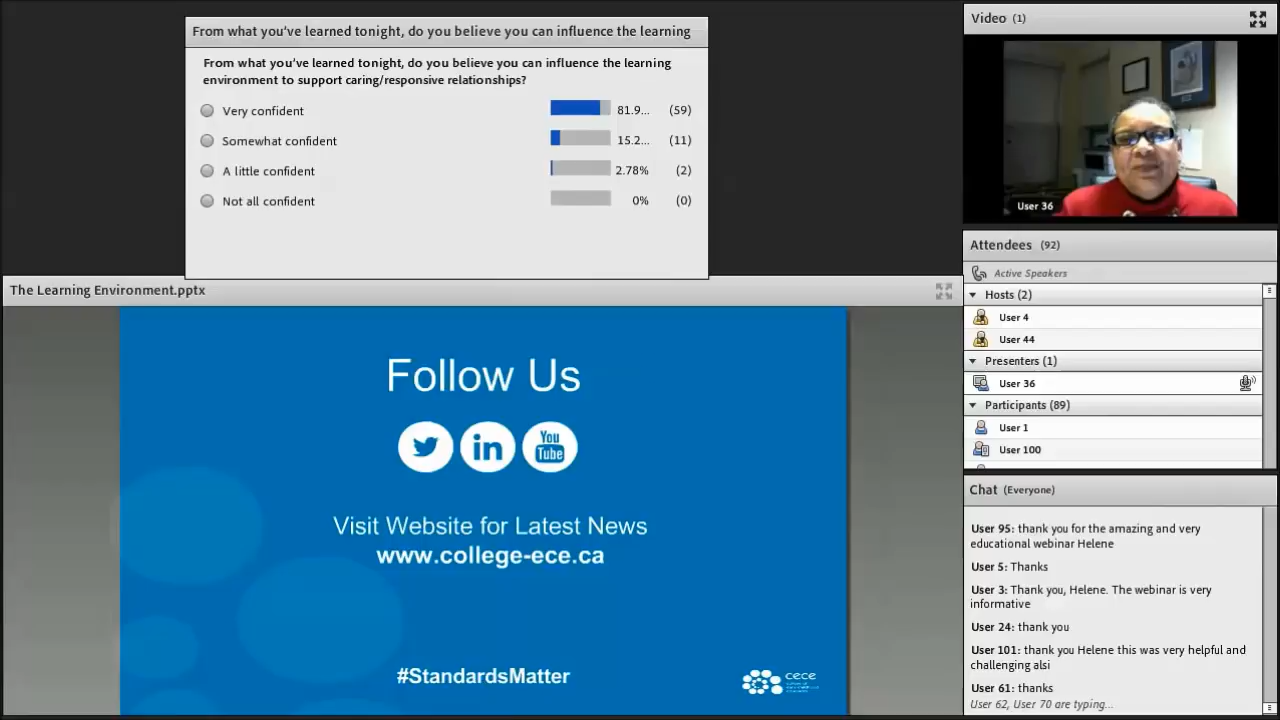 From what you've learned tonight, do you believe you can influence the learning
From what you've learned tonight, do you believe you can influence the learning
environment to support caring/responsive relationships?
Very confident 81.9... (59)
Somewhat confident 15.2... (11)
A little confident 2.78% (2)
Not all confident 0% (0)
The Learning Environment.pptx
Follow Us
in
You
Tube
Visit Website for Latest News
www.college-ece.ca
#StandardsMatter
cece
Video (1)
User 36
Attendees (92)
Active Speakers
Hosts (2)
User 4
User 44
Presenters (1)
User 36
Participants (89)
User 1
User 100
Chat (Everyone)
User 95: thank you for the amazing and very
educational webinar Helene
User 5: Thanks
User 3: Thank you, Helene. The webinar is very
informative
User 24: thank you
User 101: thank you Helene this was very helpful and
challenging alsi
User 61: thanks
User 62, User 70 are typing...